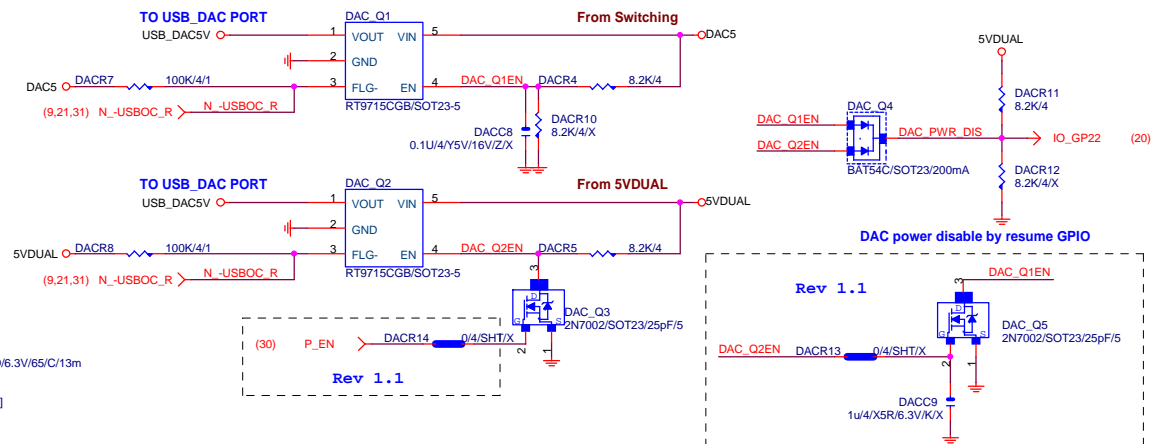 TO USB_DAC PORT
DAC_Q1
From Switching
USB_DAC5V
1
VOUT
VIN
5
DAC5
2
GND
DAC5
DACR7
100K/4/1
3
FLG-
EN
4
DAC_Q1EN
DACR4
8.2K/4
(9,21,31)
N_-USBOC_R
N_-USBOC_R
RT9715CGB/SOT23-5
DACR10
8.2K/4/X
DACC8
0.1U/4/Y5V/16V/Z/X
5VDUAL
DACR11
8.2K/4
DAC_Q4
DAC_Q1EN
DAC_PWR_DIS
IO_GP22
(20)
DAC_Q2EN
BAT54C/SOT23/200mA
DACR12
8.2K/4/X
TO USB_DAC PORT
DAC_Q2
From 5VDUAL
USB_DAC5V
1
VOUT
VIN
5
5VDUAL
2
GND
5VDUAL
DACR8
100K/4/1
3
FLG-
EN
4
DAC_Q2EN
DACR5
8.2K/4
(9,21,31)
N_-USBOC_R
N_-USBOC_R
RT9715CGB/SOT23-5
3
D
G
S
DAC_Q3
2N7002/SOT23/25pF/5
2
1
(30)
P_EN
DACR14
0/4/SHT/X
Rev 1.1
DAC power disable by resume GPIO
Rev 1.1
3
DAC_Q1EN
D
G
S
DAC_Q5
2N7002/SOT23/25pF/5
DAC_Q2EN
DACR13
0/4/SHT/X
2
1
DACC9
1u/4/X5R/6.3V/K/X
/6.3V/65/C/13m
]